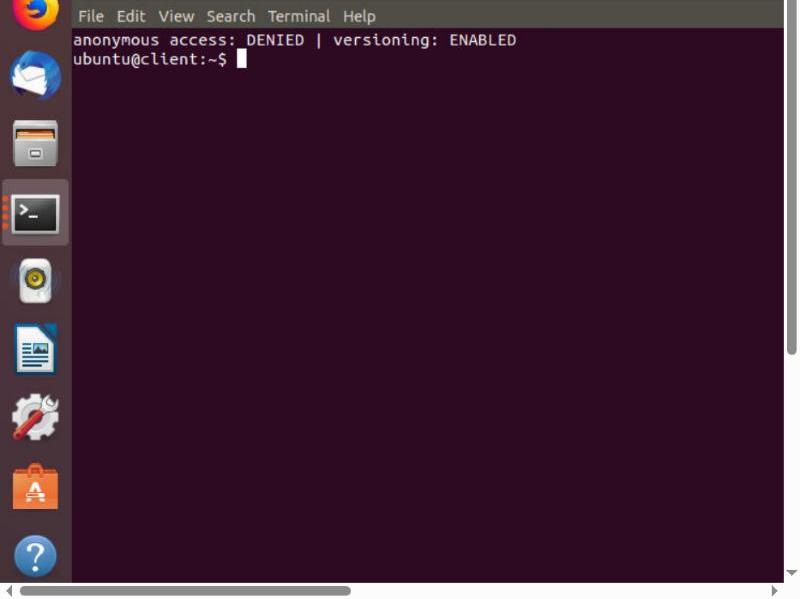 File Edit View Search Terminal Help
anonymous access: DENIED | versioning: ENABLED
ubuntu@client:~$